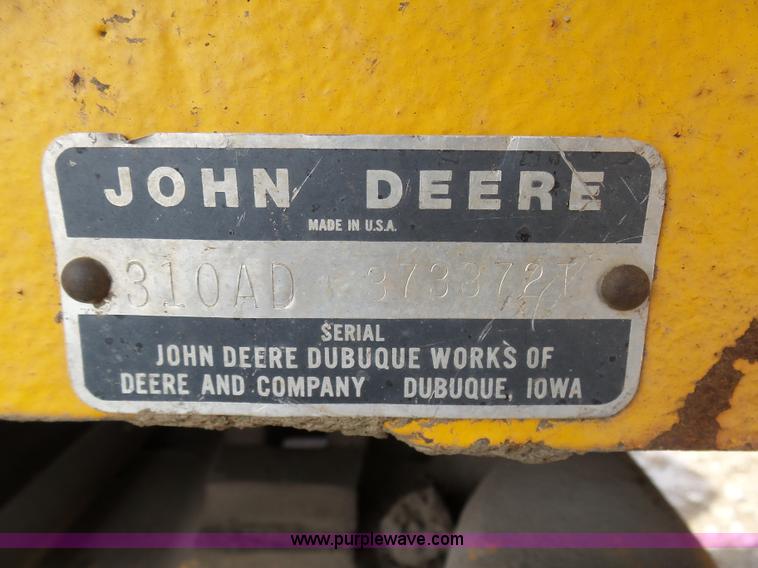 JOHN DEERE
MADE IN U.S.A.
310AD 373372T
SERIAL
JOHN DEERE DUBUQUE WORKS OF
DEERE AND COMPANY DUBUQUE, IOWA
www.purplewave.com